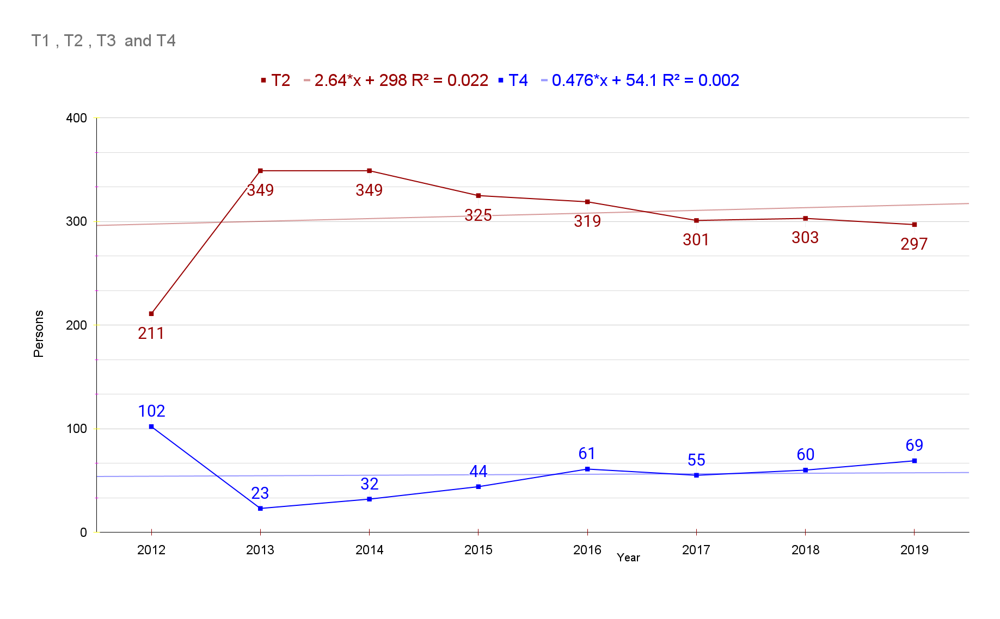 T1 , T2 , T3  and T4
T2 2.64*x + 298 R² = 0.022 T4 0.476*x + 54.1 R² = 0.002
400
349 349
325
300
319
301 303 297
Persons
200
211
102
100
69
61 55 60
44
32
23
0
2012 2013 2014 2015 2016 2017 2018 2019
Year